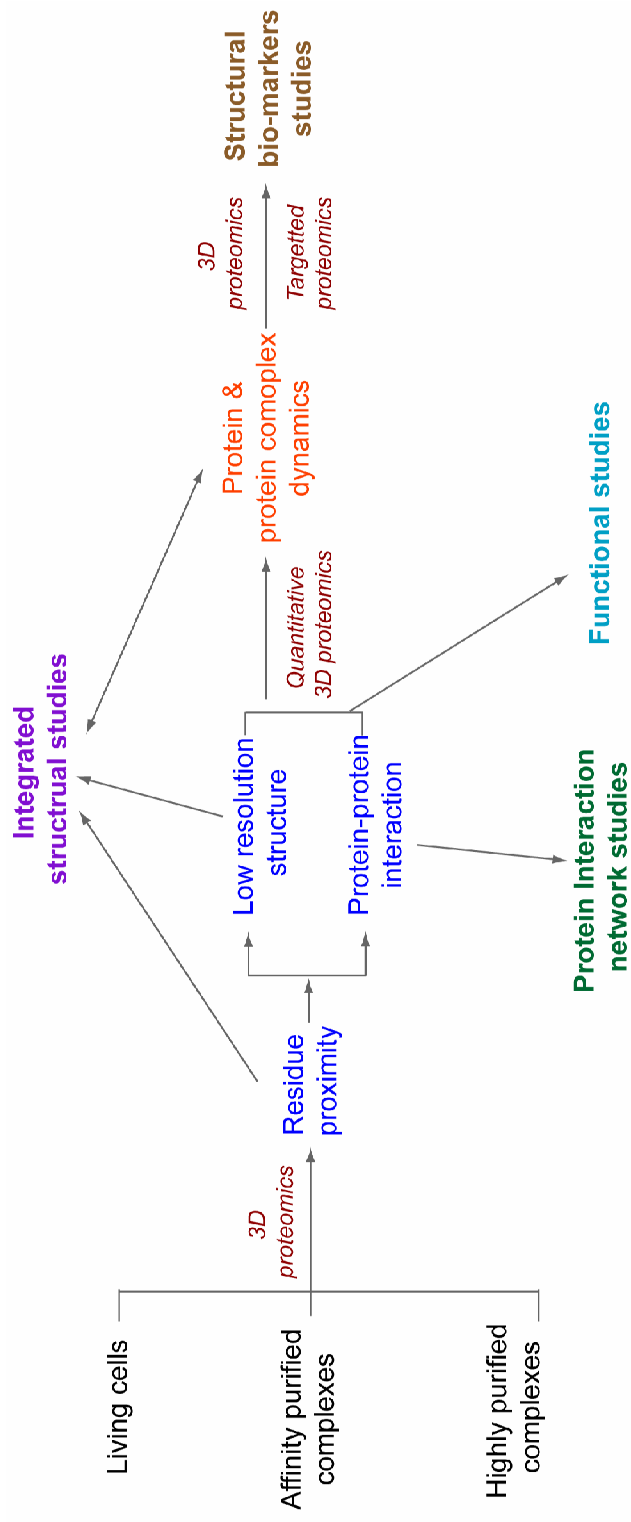 Living cells
Affinity purified
complexes
Highly purified
complexes
3D
proteomics
Residue
proximity
Integrated
structrual studies
Low resolution
structure
Protein-protein
interaction
Protein Interaction
network studies
Quantitative
3D proteomics
Functional studies
Protein &
protein comoplex
dynamics
3D
proteomics
Targetted
proteomics
Structural
bio-markers
studies